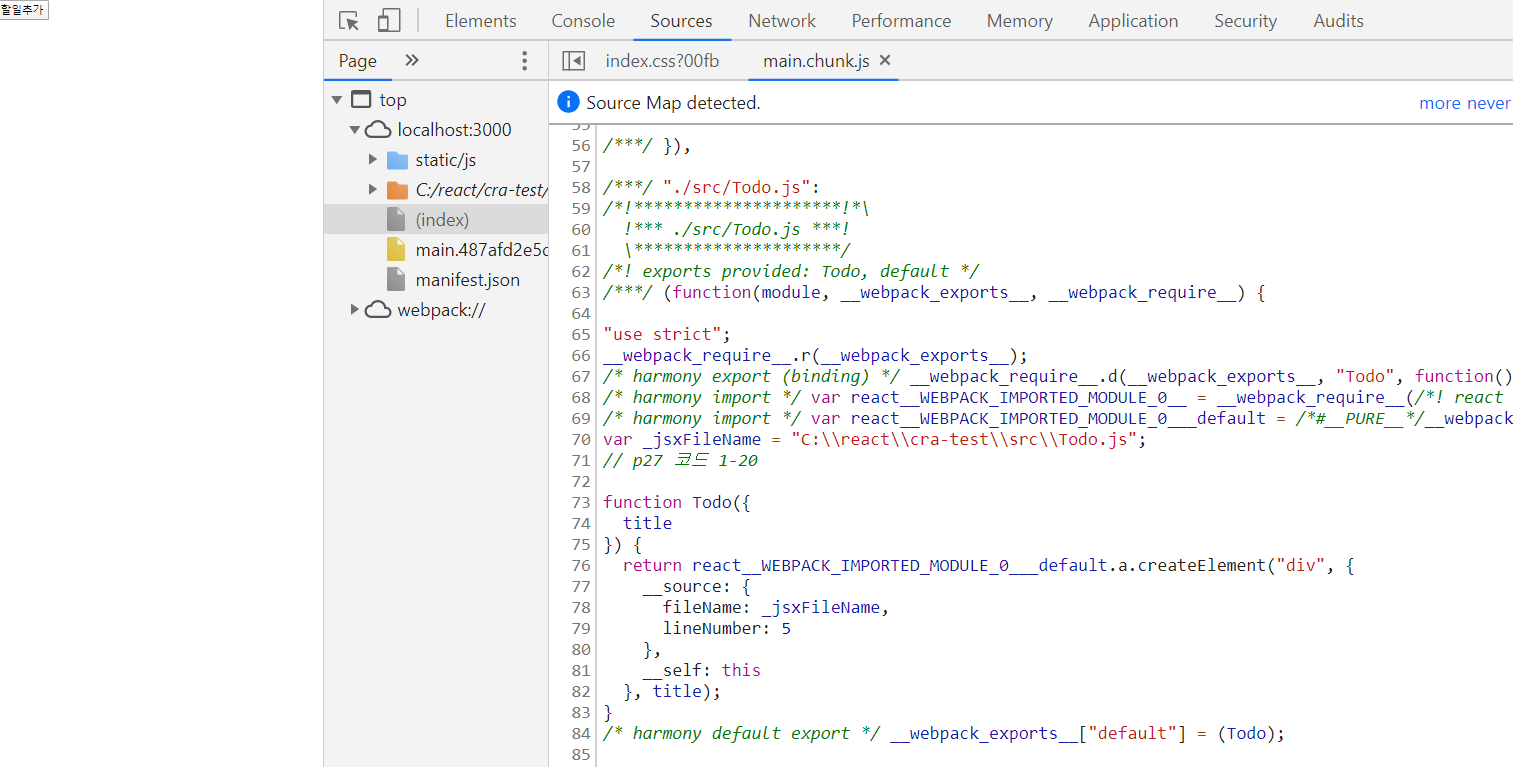 할일추가
Elements Console Sources Network Performance Memory Application Security Audits
Page » index.css?00fb main.chunk.js ×
Source Map detected. more never
top
localhost:3000
static/js
C:/react/cra-test/
(index)
main.487afd2e5c
manifest.json
webpack://
55
56 /***/ }),
57
58 /***/ "./src/Todo.js":
59 /*!*********************!*\
60   !*** ./src/Todo.js ***!
61   \*********************/
62 /*! exports provided: Todo, default */
63 /***/ (function(module, __webpack_exports__, __webpack_require__) {
64
65 "use strict";
66 __webpack_require__.r(__webpack_exports__);
67 /* harmony export (binding) */ __webpack_require__.d(__webpack_exports__, "Todo", function()
68 /* harmony import */ var react__WEBPACK_IMPORTED_MODULE_0__ = __webpack_require__(/*! react
69 /* harmony import */ var react__WEBPACK_IMPORTED_MODULE_0___default = /*#__PURE__*/__webpack
70 var _jsxFileName = "C:\\react\\cra-test\\src\\Todo.js";
71 // p27 코드 1-20
72
73 function Todo({
74   title
75 }) {
76   return react__WEBPACK_IMPORTED_MODULE_0___default.a.createElement("div", {
77     __source: {
78       fileName: _jsxFileName,
79       lineNumber: 5
80     },
81     __self: this
82   }, title);
83 }
84 /* harmony default export */ __webpack_exports__["default"] = (Todo);
85